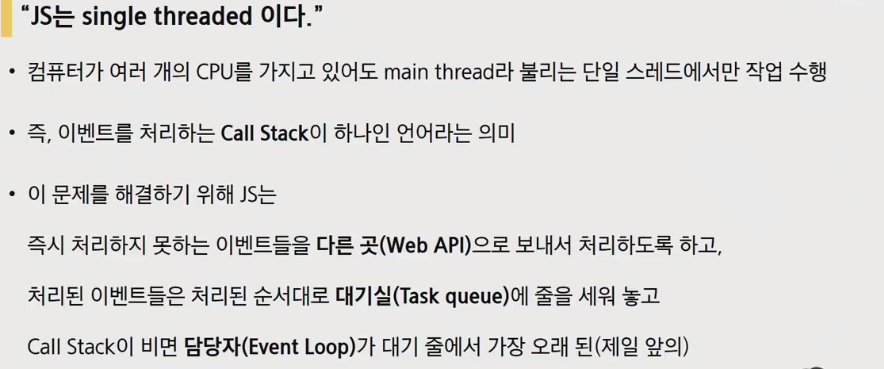 “JS는 single threaded 이다.”
• 컴퓨터가 여러 개의 CPU를 가지고 있어도 main thread라 불리는 단일 스레드에서만 작업 수행
• 즉, 이벤트를 처리하는 Call Stack이 하나인 언어라는 의미
• 이 문제를 해결하기 위해 JS는
즉시 처리하지 못하는 이벤트들을 다른 곳(Web API)으로 보내서 처리하도록 하고,
처리된 이벤트들은 처리된 순서대로 대기실(Task queue)에 줄을 세워 놓고
Call Stack이 비면 담당자(Event Loop)가 대기 줄에서 가장 오래 된(제일 앞의)